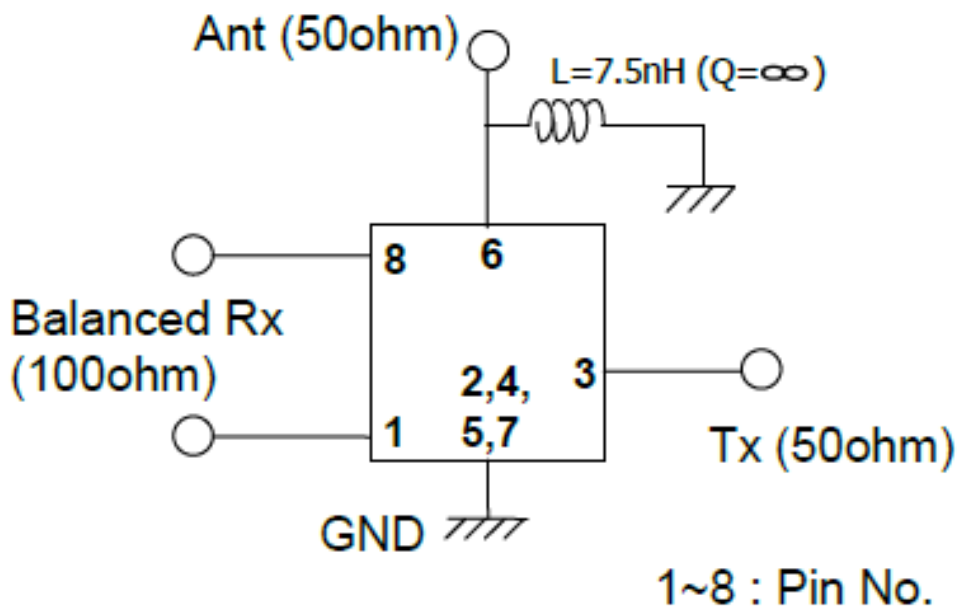 Ant (50ohm)
L=7.5nH (Q=∞)
8
6
Balanced Rx
(100ohm)
2,4,
3
5,7
1
Tx (50ohm)
GND
1~8 : Pin No.